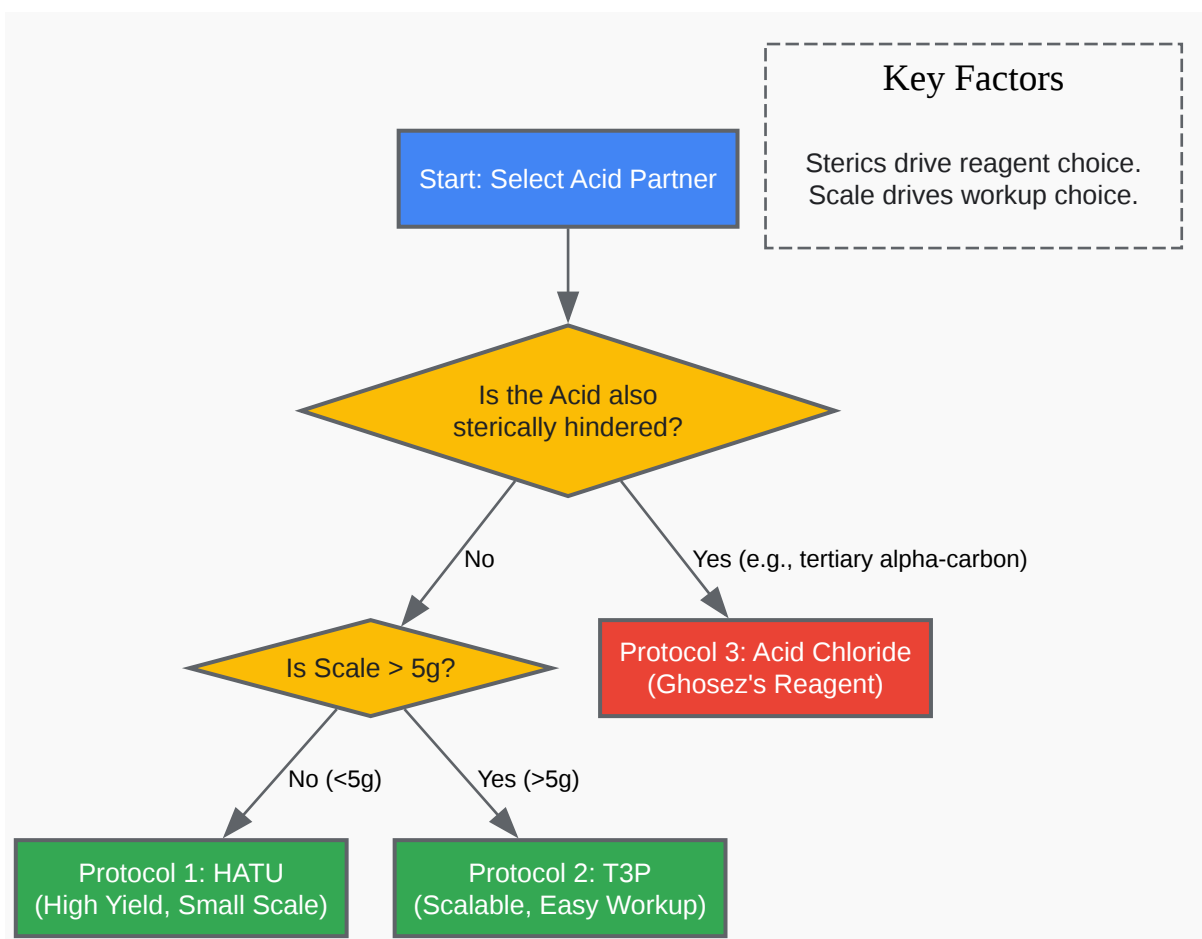 Key Factors
Sterics drive reagent choice.
Scale drives workup choice.
Start: Select Acid Partner
Is the Acid also
sterically hindered?
No
Yes (e.g., tertiary alpha-carbon)
Is Scale > 5g?
Protocol 3: Acid Chloride
(Ghosez's Reagent)
No (<5g)
Yes (>5g)
Protocol 1: HATU
(High Yield, Small Scale)
Protocol 2: T3P
(Scalable, Easy Workup)